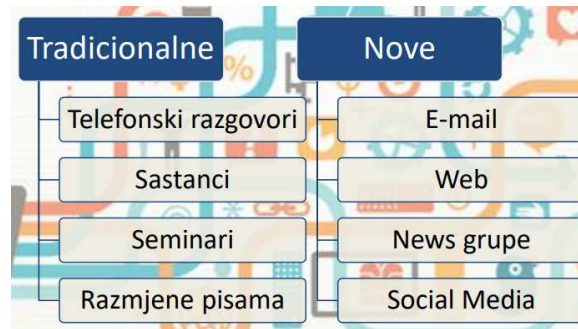 Tradicionalne
Telefonski razgovori
Sastanci
Seminari
Razmjene pisama
Nove
E-mail
Web
News grupe
Social Media